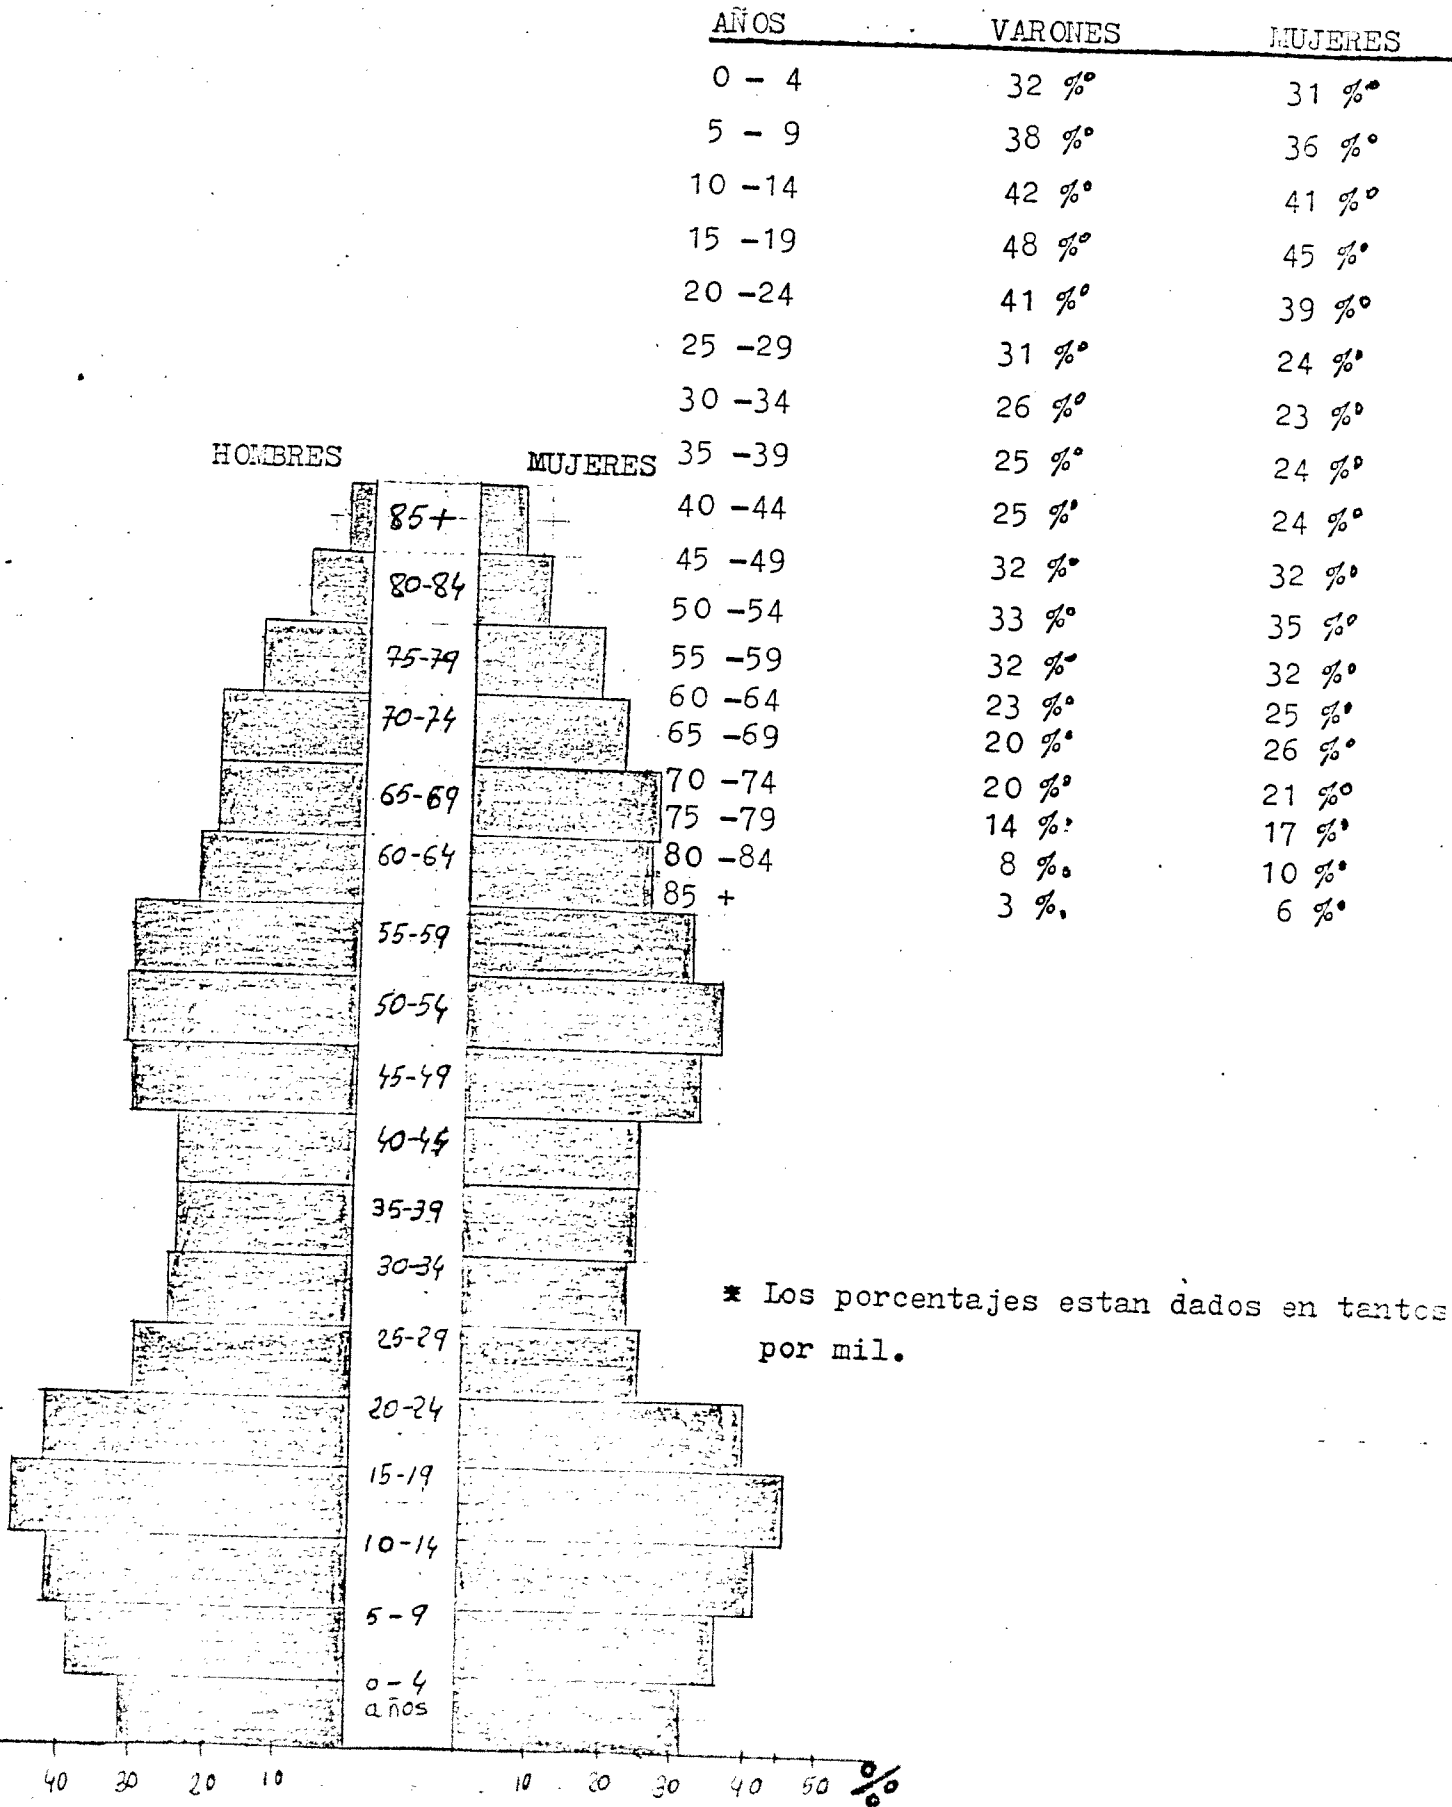 AÑOS VARONES MUJERES
0 - 4 32 %° 31 %°
5 - 9 38 %° 36 %°
10 -14 42 %° 41 %°
15 -19 48 %° 45 %°
20 -24 41 %° 39 %°
25 -29 31 %° 24 %°
30 -34 26 %° 23 %°
35 -39 25 %° 24 %°
40 -44 25 %° 24 %°
45 -49 32 %° 32 %°
50 -54 33 %° 35 %°
55 -59 32 %° 32 %°
60 -64 23 %° 25 %°
65 -69 20 %° 26 %°
70 -74 20 %° 21 %°
75 -79 14 %° 17 %°
80 -84 8 %. 10 %°
85 + 3 %. 6 %°
HOMBRES MUJERES
85+
80-84
75-79
70-74
65-69
60-64
55-59
50-54
45-49
40-44
35-39
30-34
25-29
20-24
15-19
10-14
5-9
0-4
años
40 30 20 10 10 20 30 40 50 %°
* Los porcentajes estan dados en tantos
por mil.